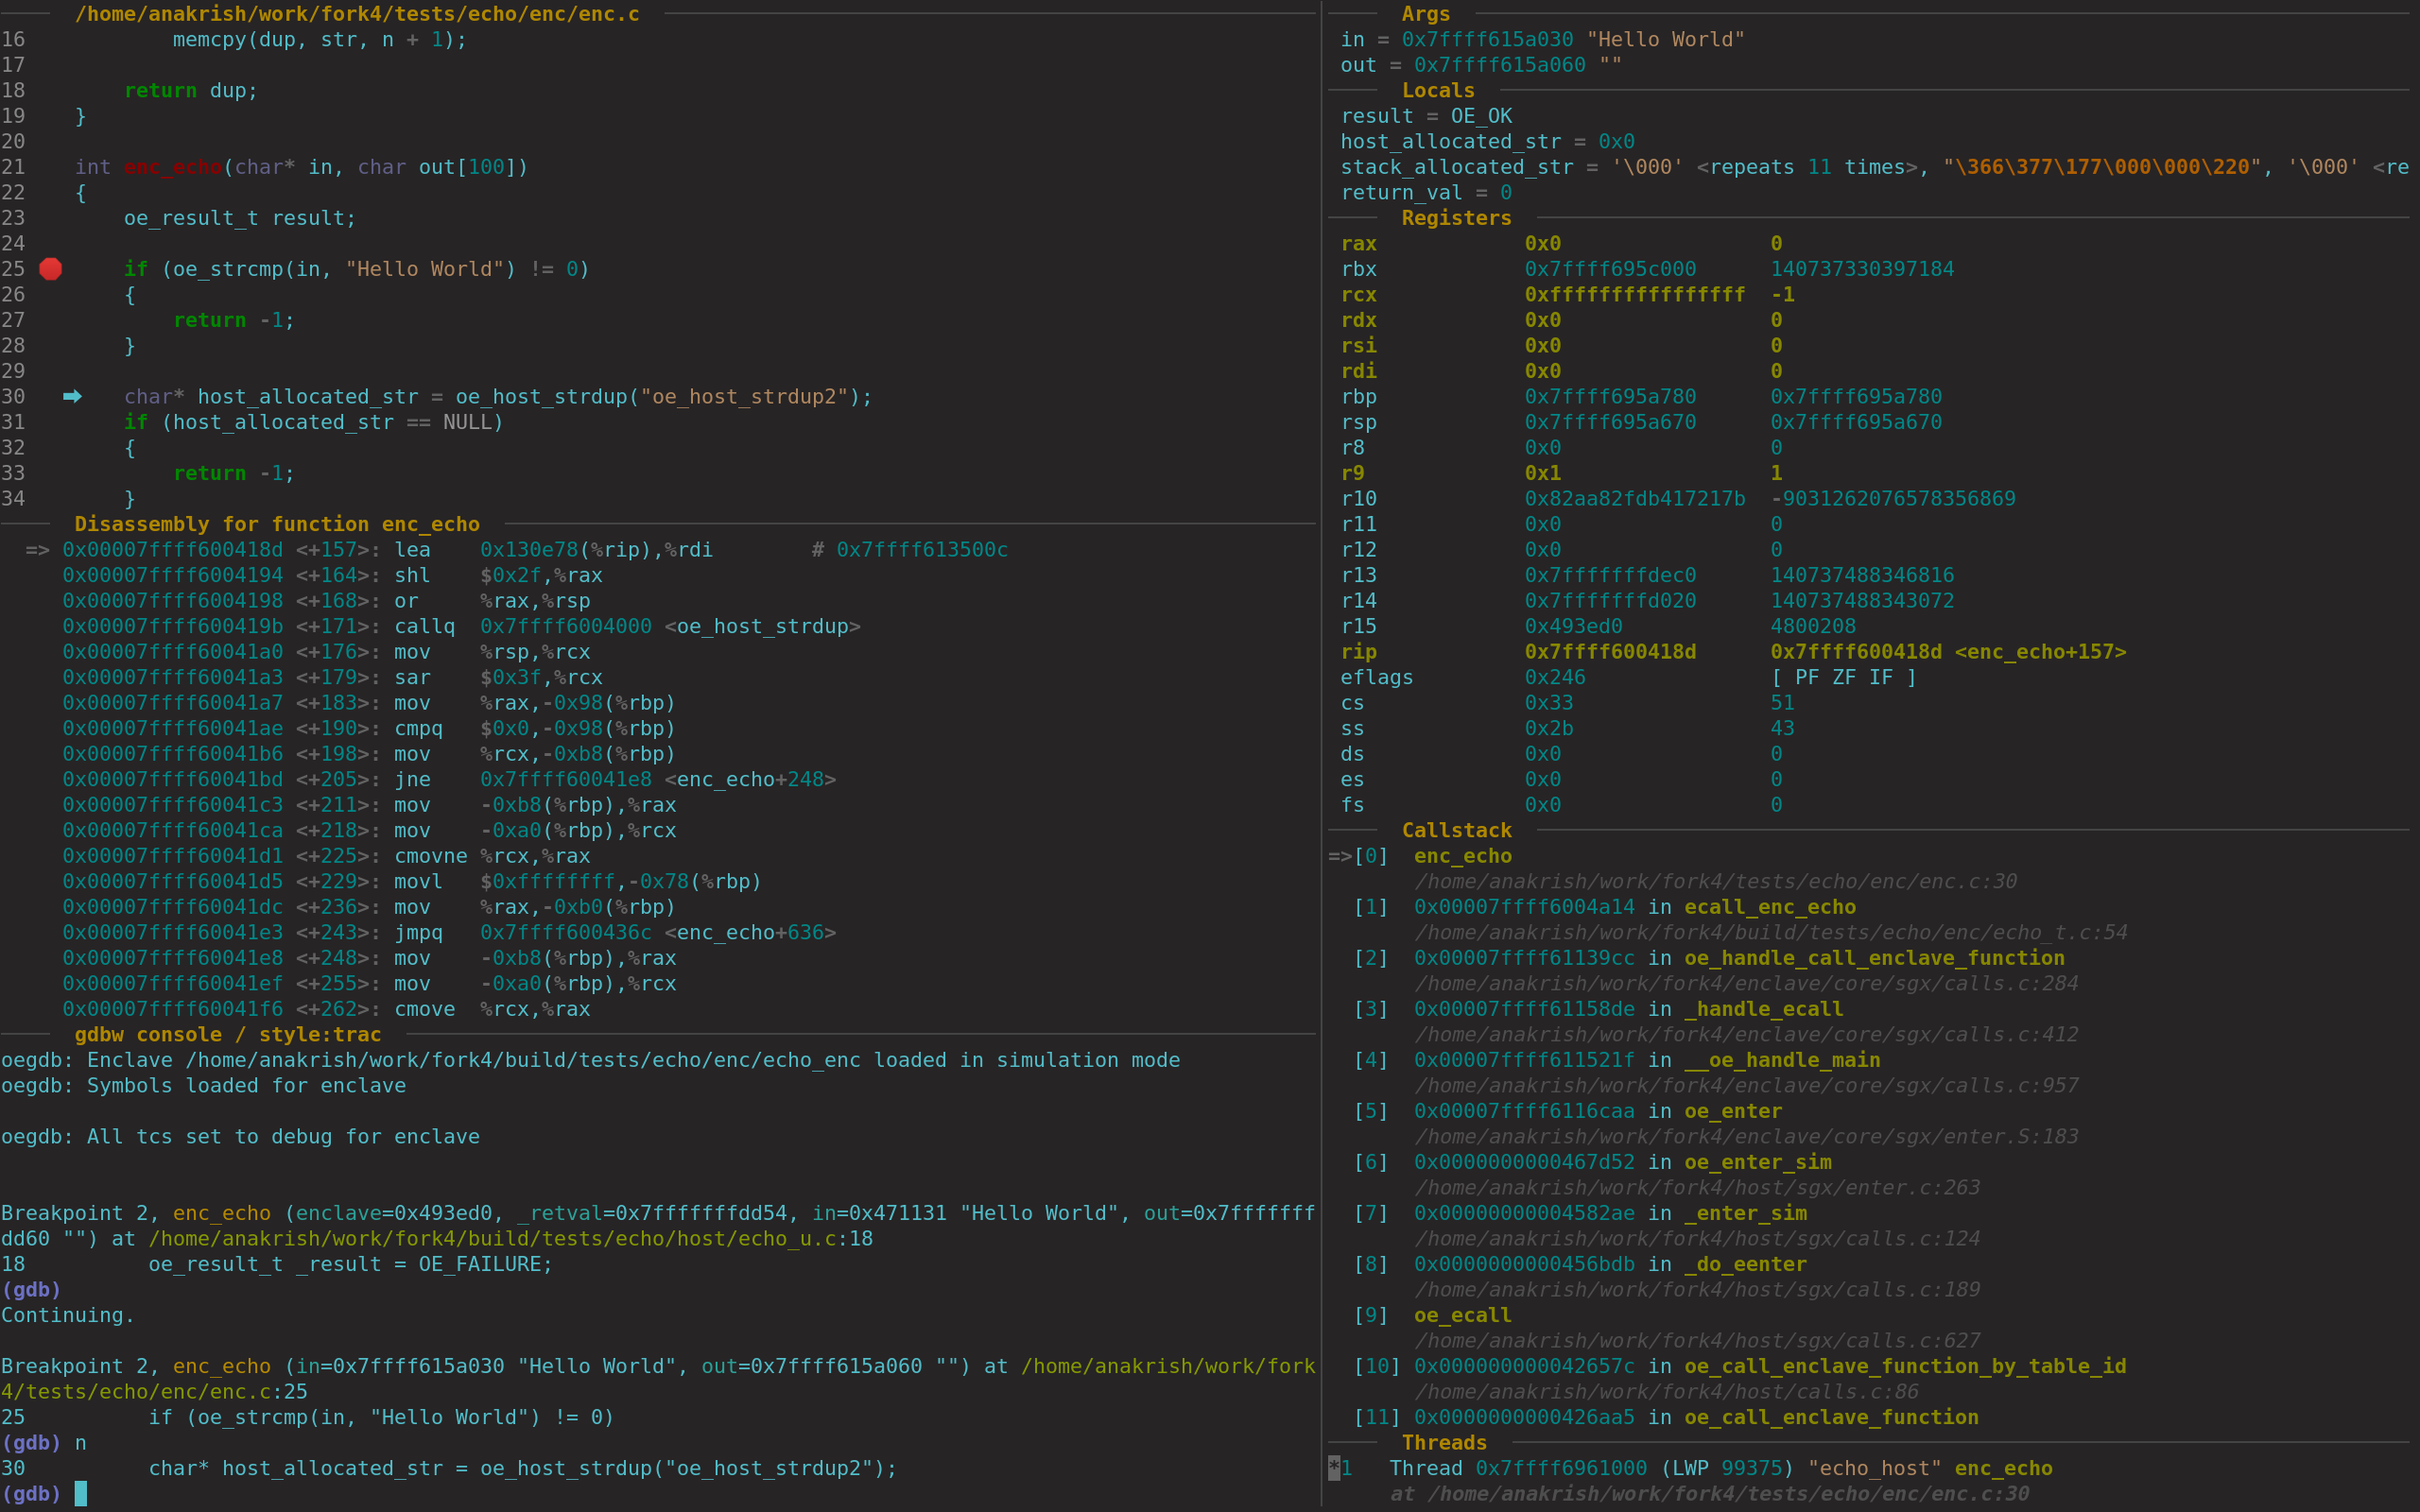 /home/anakrish/work/fork4/tests/echo/enc/enc.c
16            memcpy(dup, str, n + 1);
17
18        return dup;
19    }
20
21    int enc_echo(char* in, char out[100])
22    {
23        oe_result_t result;
24
25        if (oe_strcmp(in, "Hello World") != 0)
26        {
27            return -1;
28        }
29
30        char* host_allocated_str = oe_host_strdup("oe_host_strdup2");
31        if (host_allocated_str == NULL)
32        {
33            return -1;
34        }
Disassembly for function enc_echo
=> 0x00007ffff600418d <+157>: lea    0x130e78(%rip),%rdi        # 0x7ffff613500c
0x00007ffff6004194 <+164>: shl    $0x2f,%rax
0x00007ffff6004198 <+168>: or     %rax,%rsp
0x00007ffff600419b <+171>: callq  0x7ffff6004000 <oe_host_strdup>
0x00007ffff60041a0 <+176>: mov    %rsp,%rcx
0x00007ffff60041a3 <+179>: sar    $0x3f,%rcx
0x00007ffff60041a7 <+183>: mov    %rax,-0x98(%rbp)
0x00007ffff60041ae <+190>: cmpq   $0x0,-0x98(%rbp)
0x00007ffff60041b6 <+198>: mov    %rcx,-0xb8(%rbp)
0x00007ffff60041bd <+205>: jne    0x7ffff60041e8 <enc_echo+248>
0x00007ffff60041c3 <+211>: mov    -0xb8(%rbp),%rax
0x00007ffff60041ca <+218>: mov    -0xa0(%rbp),%rcx
0x00007ffff60041d1 <+225>: cmovne %rcx,%rax
0x00007ffff60041d5 <+229>: movl   $0xffffffff,-0x78(%rbp)
0x00007ffff60041dc <+236>: mov    %rax,-0xb0(%rbp)
0x00007ffff60041e3 <+243>: jmpq   0x7ffff600436c <enc_echo+636>
0x00007ffff60041e8 <+248>: mov    -0xb8(%rbp),%rax
0x00007ffff60041ef <+255>: mov    -0xa0(%rbp),%rcx
0x00007ffff60041f6 <+262>: cmove  %rcx,%rax
gdbw console / style:trac
oegdb: Enclave /home/anakrish/work/fork4/build/tests/echo/enc/echo_enc loaded in simulation mode
oegdb: Symbols loaded for enclave
oegdb: All tcs set to debug for enclave
Breakpoint 2, enc_echo (enclave=0x493ed0, _retval=0x7fffffffdd54, in=0x471131 "Hello World", out=0x7fffffff
dd60 "") at /home/anakrish/work/fork4/build/tests/echo/host/echo_u.c:18
18          oe_result_t _result = OE_FAILURE;
(gdb)
Continuing.
Breakpoint 2, enc_echo (in=0x7ffff615a030 "Hello World", out=0x7ffff615a060 "") at /home/anakrish/work/fork
4/tests/echo/enc/enc.c:25
25          if (oe_strcmp(in, "Hello World") != 0)
(gdb) n
30          char* host_allocated_str = oe_host_strdup("oe_host_strdup2");
(gdb)
Args
in = 0x7ffff615a030 "Hello World"
out = 0x7ffff615a060 ""
Locals
result = OE_OK
host_allocated_str = 0x0
stack_allocated_str = '\000' <repeats 11 times>, "\366\377\177\000\000\220", '\000' <re
return_val = 0
Registers
rax            0x0                 0
rbx            0x7ffff695c000      140737330397184
rcx            0xffffffffffffffff  -1
rdx            0x0                 0
rsi            0x0                 0
rdi            0x0                 0
rbp            0x7ffff695a780      0x7ffff695a780
rsp            0x7ffff695a670      0x7ffff695a670
r8             0x0                 0
r9             0x1                 1
r10            0x82aa82fdb417217b  -9031262076578356869
r11            0x0                 0
r12            0x0                 0
r13            0x7fffffffdec0      140737488346816
r14            0x7fffffffd020      140737488343072
r15            0x493ed0            4800208
rip            0x7ffff600418d      0x7ffff600418d <enc_echo+157>
eflags         0x246               [ PF ZF IF ]
cs             0x33                51
ss             0x2b                43
ds             0x0                 0
es             0x0                 0
fs             0x0                 0
Callstack
=>[0]  enc_echo
/home/anakrish/work/fork4/tests/echo/enc/enc.c:30
[1]  0x00007ffff6004a14 in ecall_enc_echo
/home/anakrish/work/fork4/build/tests/echo/enc/echo_t.c:54
[2]  0x00007ffff61139cc in oe_handle_call_enclave_function
/home/anakrish/work/fork4/enclave/core/sgx/calls.c:284
[3]  0x00007ffff61158de in _handle_ecall
/home/anakrish/work/fork4/enclave/core/sgx/calls.c:412
[4]  0x00007ffff611521f in __oe_handle_main
/home/anakrish/work/fork4/enclave/core/sgx/calls.c:957
[5]  0x00007ffff6116caa in oe_enter
/home/anakrish/work/fork4/enclave/core/sgx/enter.S:183
[6]  0x0000000000467d52 in oe_enter_sim
/home/anakrish/work/fork4/host/sgx/enter.c:263
[7]  0x00000000004582ae in _enter_sim
/home/anakrish/work/fork4/host/sgx/calls.c:124
[8]  0x0000000000456bdb in _do_eenter
/home/anakrish/work/fork4/host/sgx/calls.c:189
[9]  oe_ecall
/home/anakrish/work/fork4/host/sgx/calls.c:627
[10] 0x000000000042657c in oe_call_enclave_function_by_table_id
/home/anakrish/work/fork4/host/calls.c:86
[11] 0x0000000000426aa5 in oe_call_enclave_function
Threads
*1   Thread 0x7ffff6961000 (LWP 99375) "echo_host" enc_echo
at /home/anakrish/work/fork4/tests/echo/enc/enc.c:30